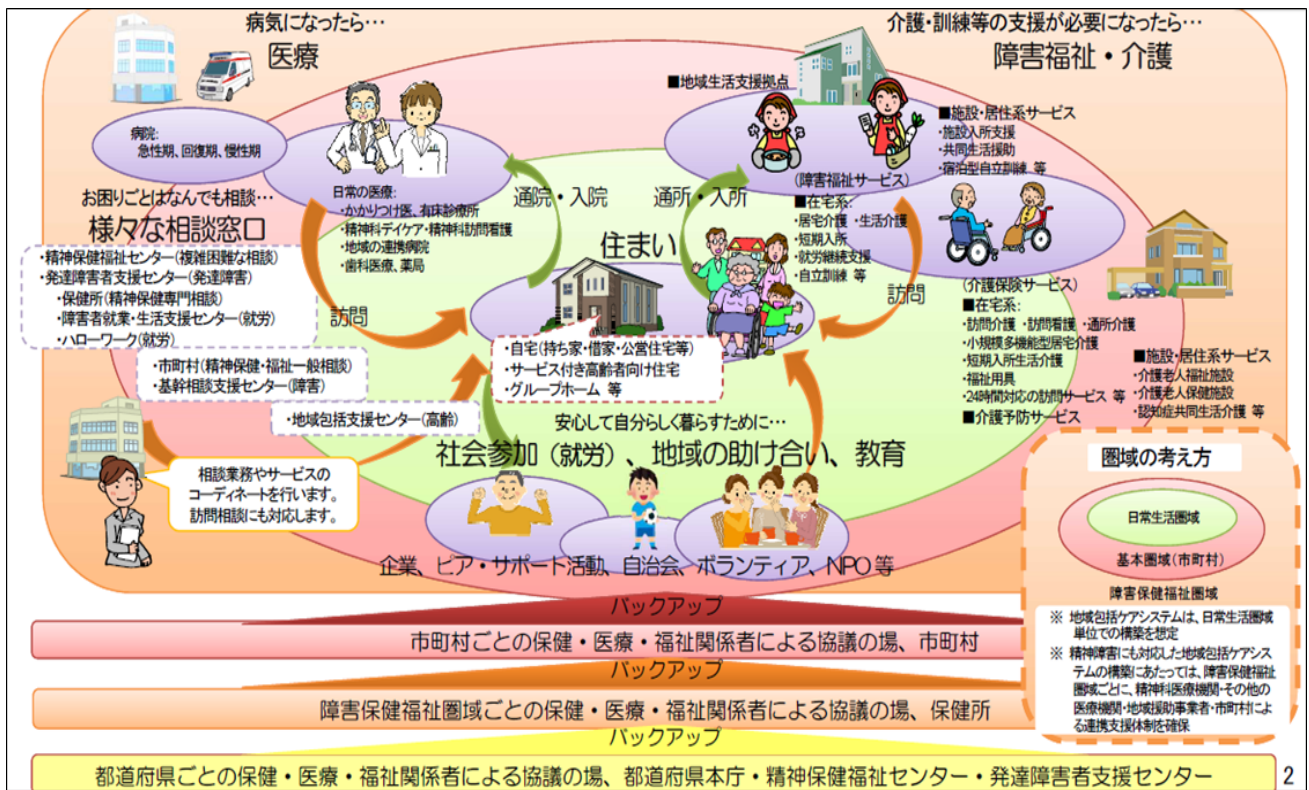 病気になったら…
医療
介護・訓練等の支援が必要になったら…
障害福祉・介護
病院:
急性期、回復期、慢性期
日常の医療:
・かかりつけ医、有床診療所
・精神科デイケア・精神科訪問看護
・地域の連携病院
・歯科医療、薬局
お困りごとはなんでも相談…
様々な相談窓口
・精神保健福祉センター(複雑困難な相談)
・発達障害者支援センター(発達障害)
・保健所(精神保健専門相談)
・障害者就業・生活支援センター(就労)
・ハローワーク(就労)
・市町村(精神保健・福祉一般相談)
・基幹相談支援センター(障害)
・地域包括支援センター(高齢)
相談業務やサービスの
コーディネートを行います。
訪問相談にも対応します。
訪問
通院・入院
通所・入所
訪問
住まい
・自宅(持ち家・借家・公営住宅等)
・サービス付き高齢者向け住宅
・グループホーム 等
■地域生活支援拠点
(障害福祉サービス)
■在宅系:
・居宅介護 ・生活介護
・短期入所
・就労継続支援
・自立訓練 等
■施設・居住系サービス
・施設入所支援
・共同生活援助
・宿泊型自立訓練 等
(介護保険サービス)
■在宅系:
・訪問介護 ・訪問看護 ・通所介護
・小規模多機能型居宅介護
・短期入所生活介護
・福祉用具
・24時間対応の訪問サービス 等
■介護予防サービス
■施設・居住系サービス
・介護老人福祉施設
・介護老人保健施設
・認知症共同生活介護 等
安心して自分らしく暮らすために…
社会参加(就労)、地域の助け合い、教育
企業、ピア・サポート活動、自治会、ボランティア、NPO 等
圏域の考え方
日常生活圏域
基本圏域(市町村)
障害保健福祉圏域
※ 地域包括ケアシステムは、日常生活圏域
単位での構築を想定
※ 精神障害にも対応した地域包括ケアシス
テムの構築にあたっては、障害保健福祉
圏域ごとに、精神科医療機関・その他の
医療機関・地域援助事業者・市町村によ
る連携支援体制を確保
バックアップ
市町村ごとの保健・医療・福祉関係者による協議の場、市町村
バックアップ
障害保健福祉圏域ごとの保健・医療・福祉関係者による協議の場、保健所
バックアップ
都道府県ごとの保健・医療・福祉関係者による協議の場、都道府県本庁・精神保健福祉センター・発達障害者支援センター
2